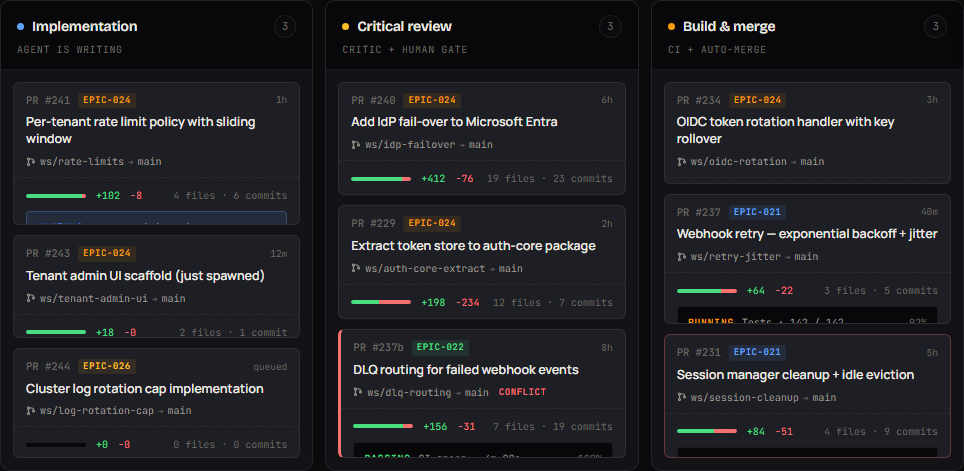 Implementation 3
AGENT IS WRITING
PR #241 EPIC-024 1h
Per-tenant rate limit policy with sliding
window
ws/rate-limits → main
+102 -8 4 files · 6 commits
PR #243 EPIC-024 12m
Tenant admin UI scaffold (just spawned)
ws/tenant-admin-ui → main
+18 -0 2 files · 1 commit
PR #244 EPIC-026 queued
Cluster log rotation cap implementation
ws/log-rotation-cap → main
+0 -0 0 files · 0 commits
Critical review 3
CRITIC + HUMAN GATE
PR #240 EPIC-024 6h
Add IdP fail-over to Microsoft Entra
ws/idp-failover → main
+412 -76 19 files · 23 commits
PR #229 EPIC-024 2h
Extract token store to auth-core package
ws/auth-core-extract → main
+198 -234 12 files · 7 commits
PR #237b EPIC-022 8h
DLQ routing for failed webhook events
ws/dlq-routing → main CONFLICT
+156 -31 7 files · 19 commits
Build & merge 3
CI + AUTO-MERGE
PR #234 EPIC-024 3h
OIDC token rotation handler with key
rollover
ws/oidc-rotation → main
PR #237 EPIC-021 40m
Webhook retry — exponential backoff + jitter
ws/retry-jitter → main
+64 -22 3 files · 5 commits
RUNNING Tests · 142 / 142 92%
PR #231 EPIC-021 5h
Session manager cleanup + idle eviction
ws/session-cleanup → main
+84 -51 4 files · 9 commits